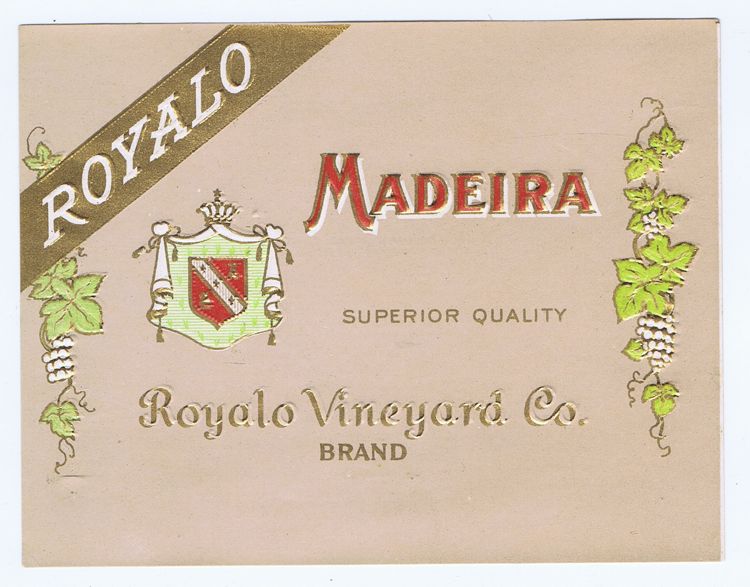 ROYALO
MADEIRA
SUPERIOR QUALITY
Royalo Vineyard Co.
BRAND